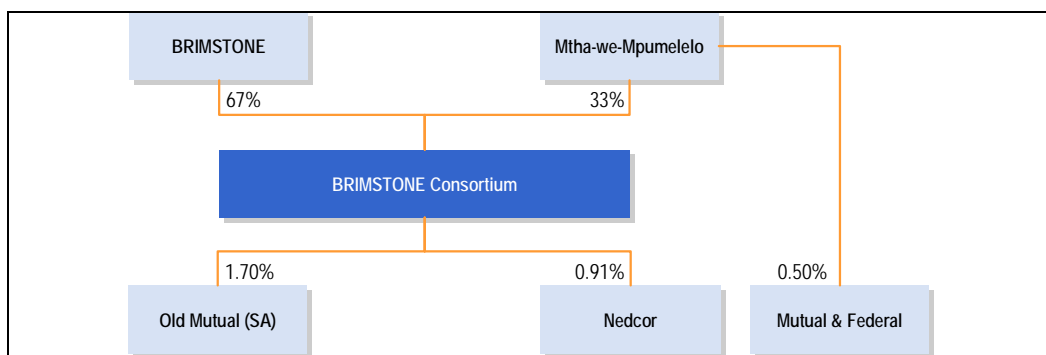 BRIMSTONE
Mtha-we-Mpumelelo
67%
33%
BRIMSTONE Consortium
1.70%
0.91%
0.50%
Old Mutual (SA)
Nedcor
Mutual & Federal